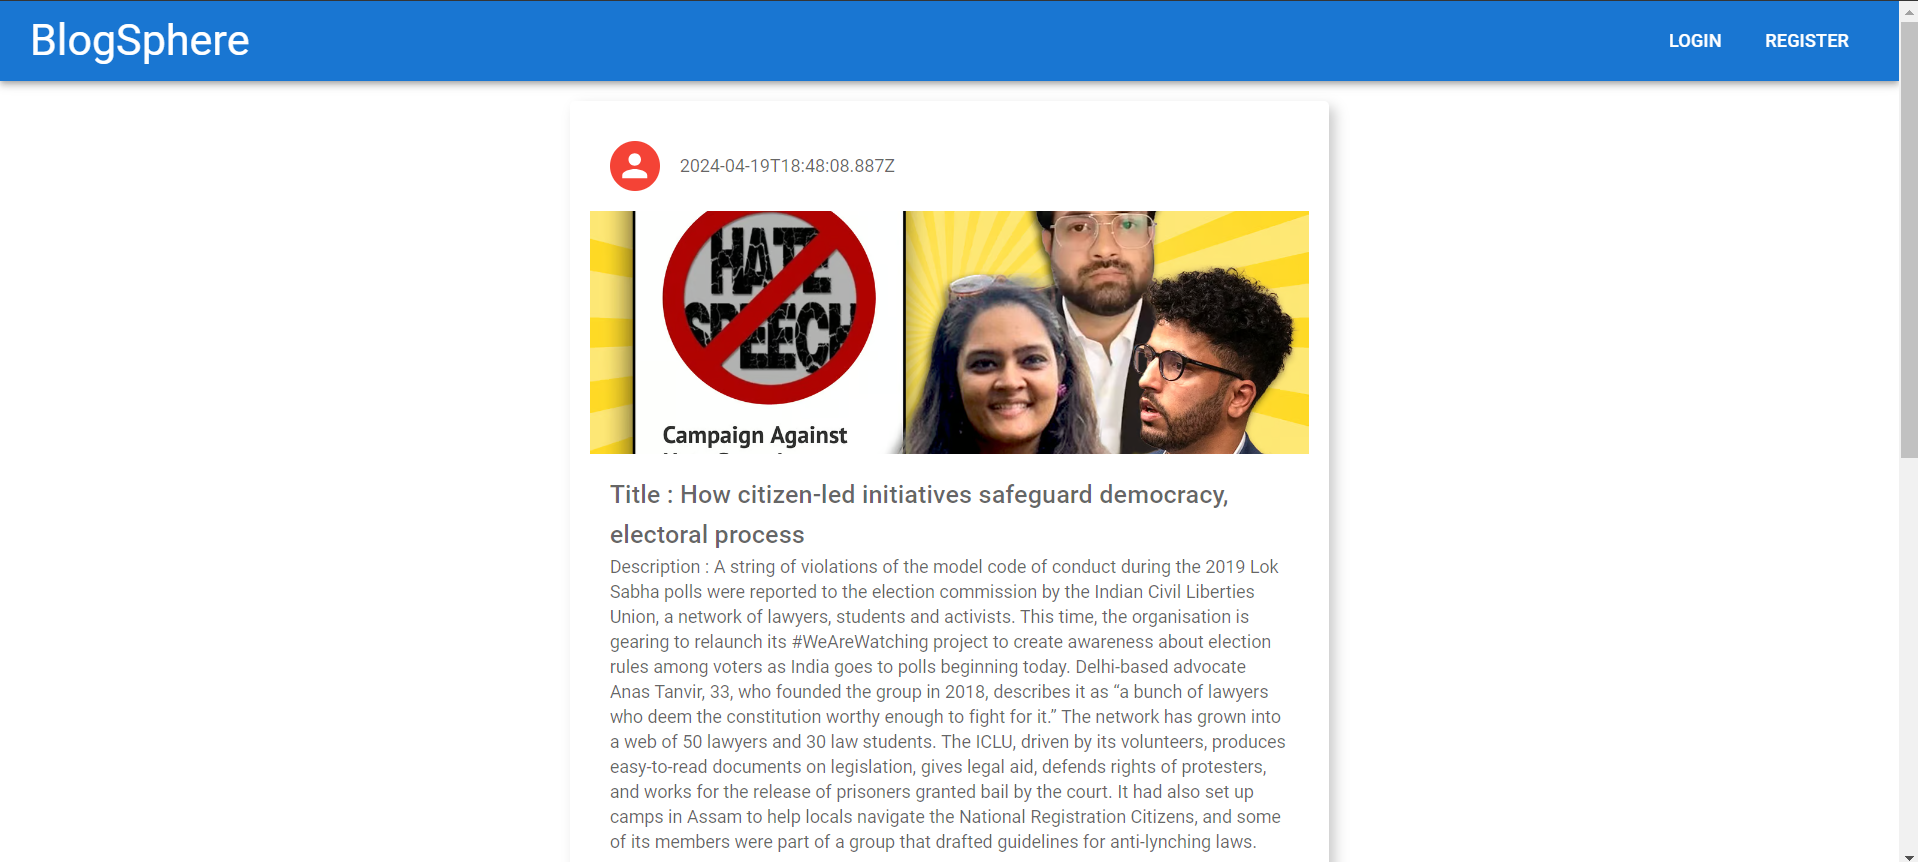 BlogSphere
LOGIN
REGISTER
2024-04-19T18:48:08.887Z
HATE
SPEECH
Campaign Against
Title : How citizen-led initiatives safeguard democracy,
electoral process
Description : A string of violations of the model code of conduct during the 2019 Lok
Sabha polls were reported to the election commission by the Indian Civil Liberties
Union, a network of lawyers, students and activists. This time, the organisation is
gearing to relaunch its #WeAreWatching project to create awareness about election
rules among voters as India goes to polls beginning today. Delhi-based advocate
Anas Tanvir, 33, who founded the group in 2018, describes it as “a bunch of lawyers
who deem the constitution worthy enough to fight for it.” The network has grown into
a web of 50 lawyers and 30 law students. The ICLU, driven by its volunteers, produces
easy-to-read documents on legislation, gives legal aid, defends rights of protesters,
and works for the release of prisoners granted bail by the court. It had also set up
camps in Assam to help locals navigate the National Registration Citizens, and some
of its members were part of a group that drafted guidelines for anti-lynching laws.